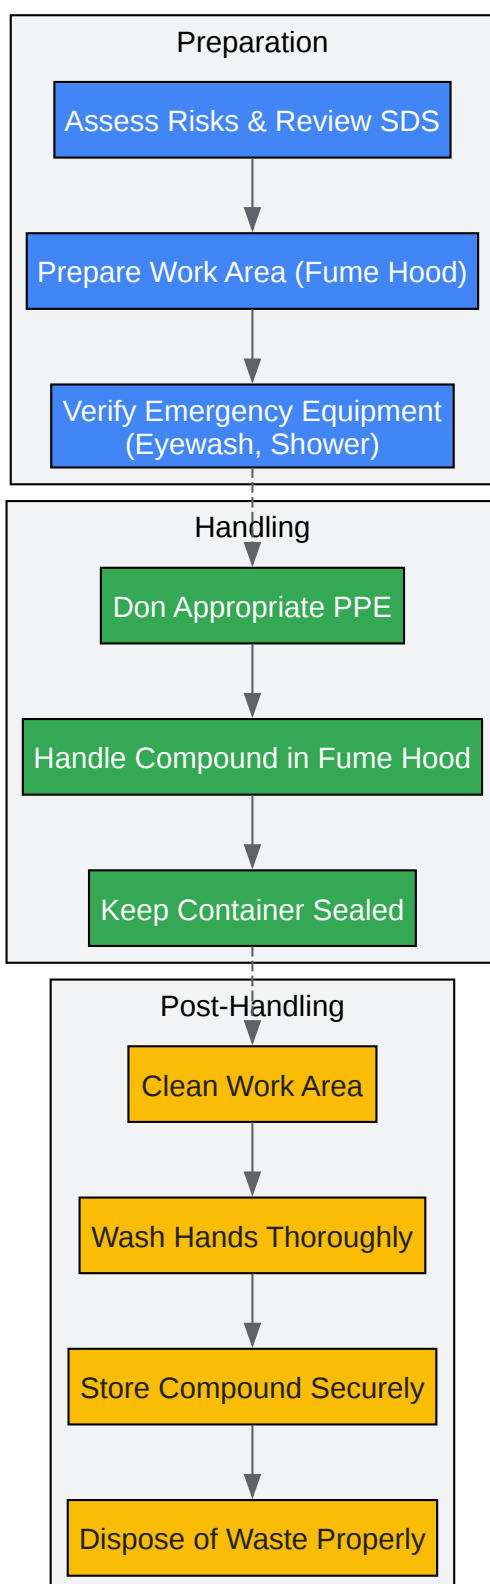 Preparation
Assess Risks & Review SDS
Prepare Work Area (Fume Hood)
Verify Emergency Equipment
(Eyewash, Shower)
Handling
Don Appropriate PPE
Handle Compound in Fume Hood
Keep Container Sealed
Post-Handling
Clean Work Area
Wash Hands Thoroughly
Store Compound Securely
Dispose of Waste Properly